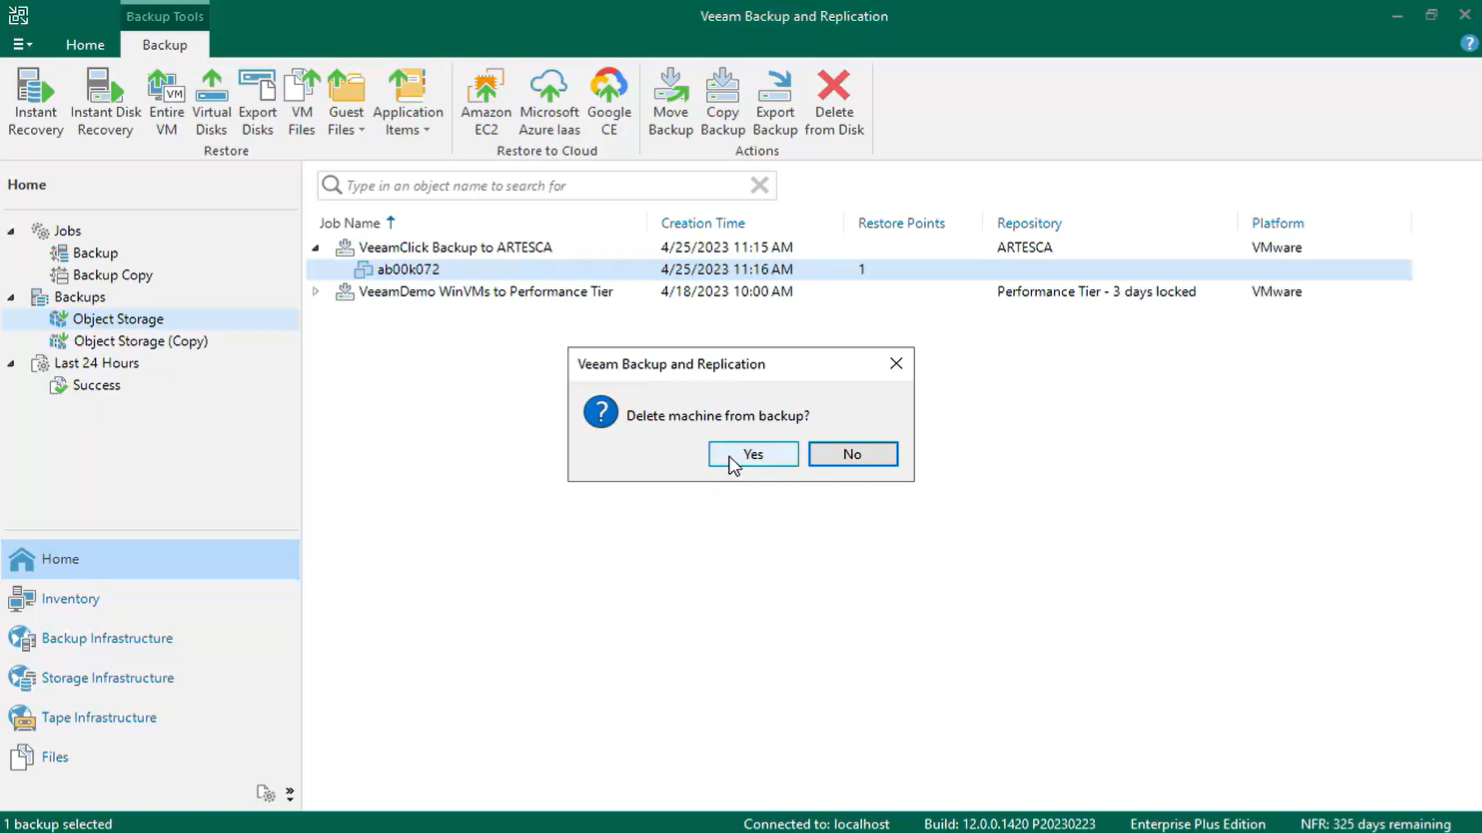 Backup Tools
Veeam Backup and Replication
Home
Backup
Instant Recovery
Instant Disk Recovery
Entire VM
Virtual Disks
Export Disks
VM Files
Guest Files
Application Items
Amazon EC2
Microsoft Azure Iaas
Google CE
Move Backup
Copy Backup
Export Backup
Delete from Disk
Restore
Restore to Cloud
Actions
Home
Jobs
Backup
Backup Copy
Backups
Object Storage
Object Storage (Copy)
Last 24 Hours
Success
Type in an object name to search for
Job Name Creation Time Restore Points Repository Platform
VeeamClick Backup to ARTESCA 4/25/2023 11:15 AM ARTESCA VMware
ab00k072 4/25/2023 11:16 AM 1
VeeamDemo WinVMs to Performance Tier 4/18/2023 10:00 AM Performance Tier - 3 days locked VMware
Veeam Backup and Replication
?
Delete machine from backup?
Yes
No
Home
Inventory
Backup Infrastructure
Storage Infrastructure
Tape Infrastructure
Files
1 backup selected
Connected to: localhost
Build: 12.0.0.1420 P20230223
Enterprise Plus Edition
NFR: 325 days remaining